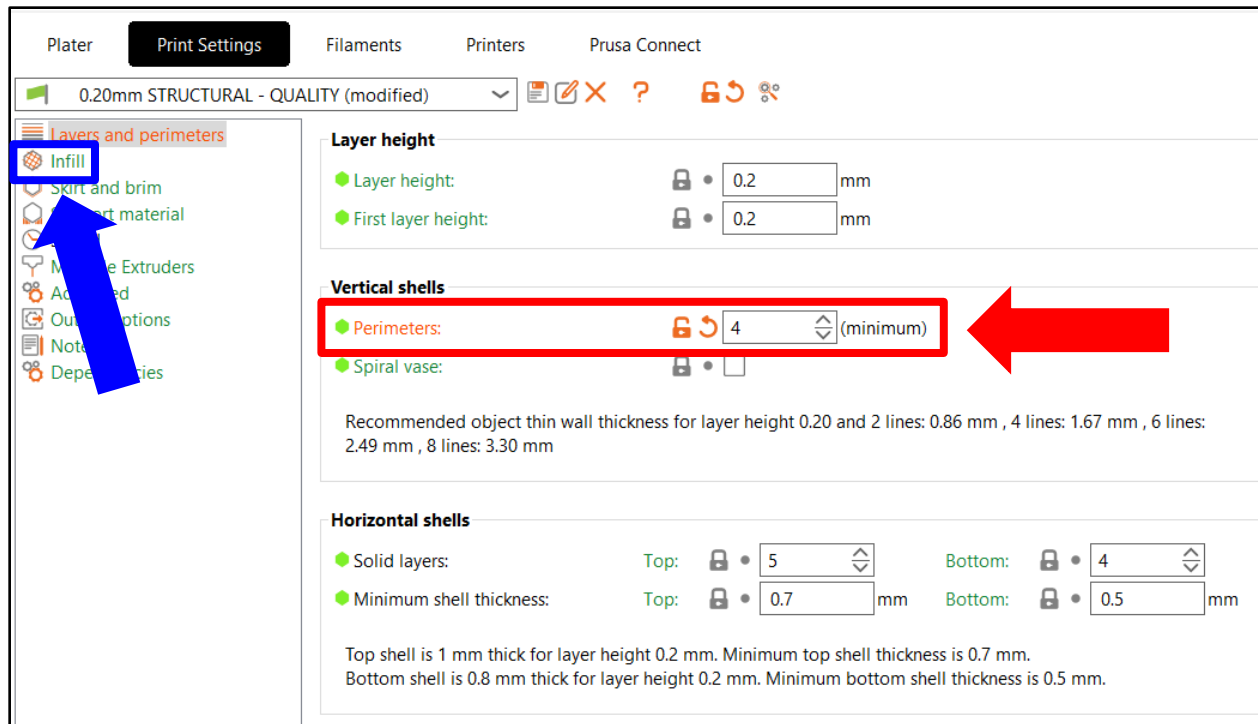 Plater Print Settings Filaments Printers Prusa Connect
0.20mm STRUCTURAL - QUALITY (modified) ?
Layers and perimeters
Infill
Skirt and brim
material
Extruders
Output options
Notes
Dependencies
Layer height
Layer height: 0.2 mm
First layer height: 0.2 mm
Vertical shells
Perimeters: 4 (minimum)
Spiral vase:
Recommended object thin wall thickness for layer height 0.20 and 2 lines: 0.86 mm , 4 lines: 1.67 mm , 6 lines:
2.49 mm , 8 lines: 3.30 mm
Horizontal shells
Solid layers: Top: 5 Bottom: 4
Minimum shell thickness: Top: 0.7 mm Bottom: 0.5 mm
Top shell is 1 mm thick for layer height 0.2 mm. Minimum top shell thickness is 0.7 mm.
Bottom shell is 0.8 mm thick for layer height 0.2 mm. Minimum bottom shell thickness is 0.5 mm.